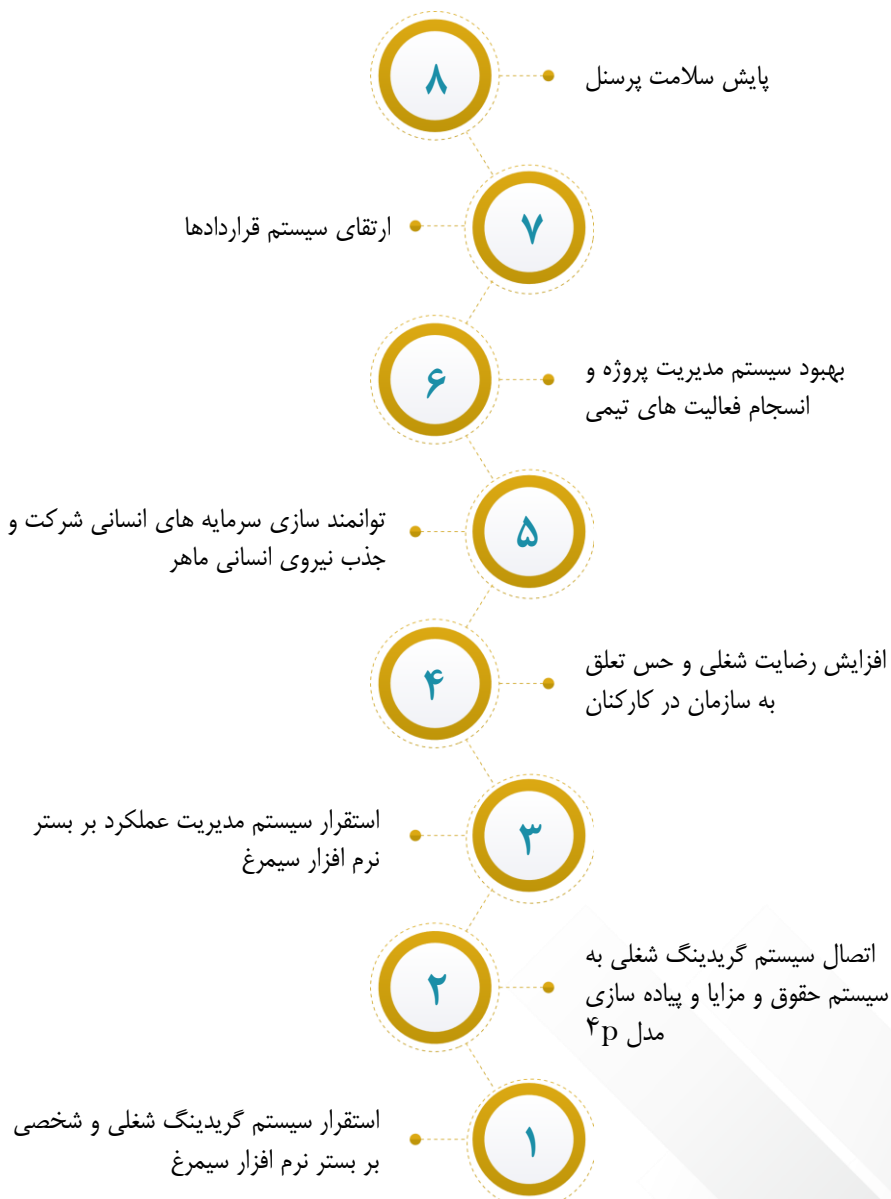 ۸
پایش سلامت پرسنل
۷
ارتقای سیستم قراردادها
۶
بهبود سیستم مدیریت پروژه و
انسجام فعالیت های تیمی
۵
توانمند سازی سرمایه های انسانی شرکت و
جذب نیروی انسانی ماهر
۴
افزایش رضایت شغلی و حس تعلق
به سازمان در کارکنان
۳
استقرار سیستم مدیریت عملکرد بر بستر
نرم افزار سیمرغ
۲
اتصال سیستم گریدینگ شغلی به
سیستم حقوق و مزایا و پیاده سازی
مدل ۴p
۱
استقرار سیستم گریدینگ شغلی و شخصی
بر بستر نرم افزار سیمرغ